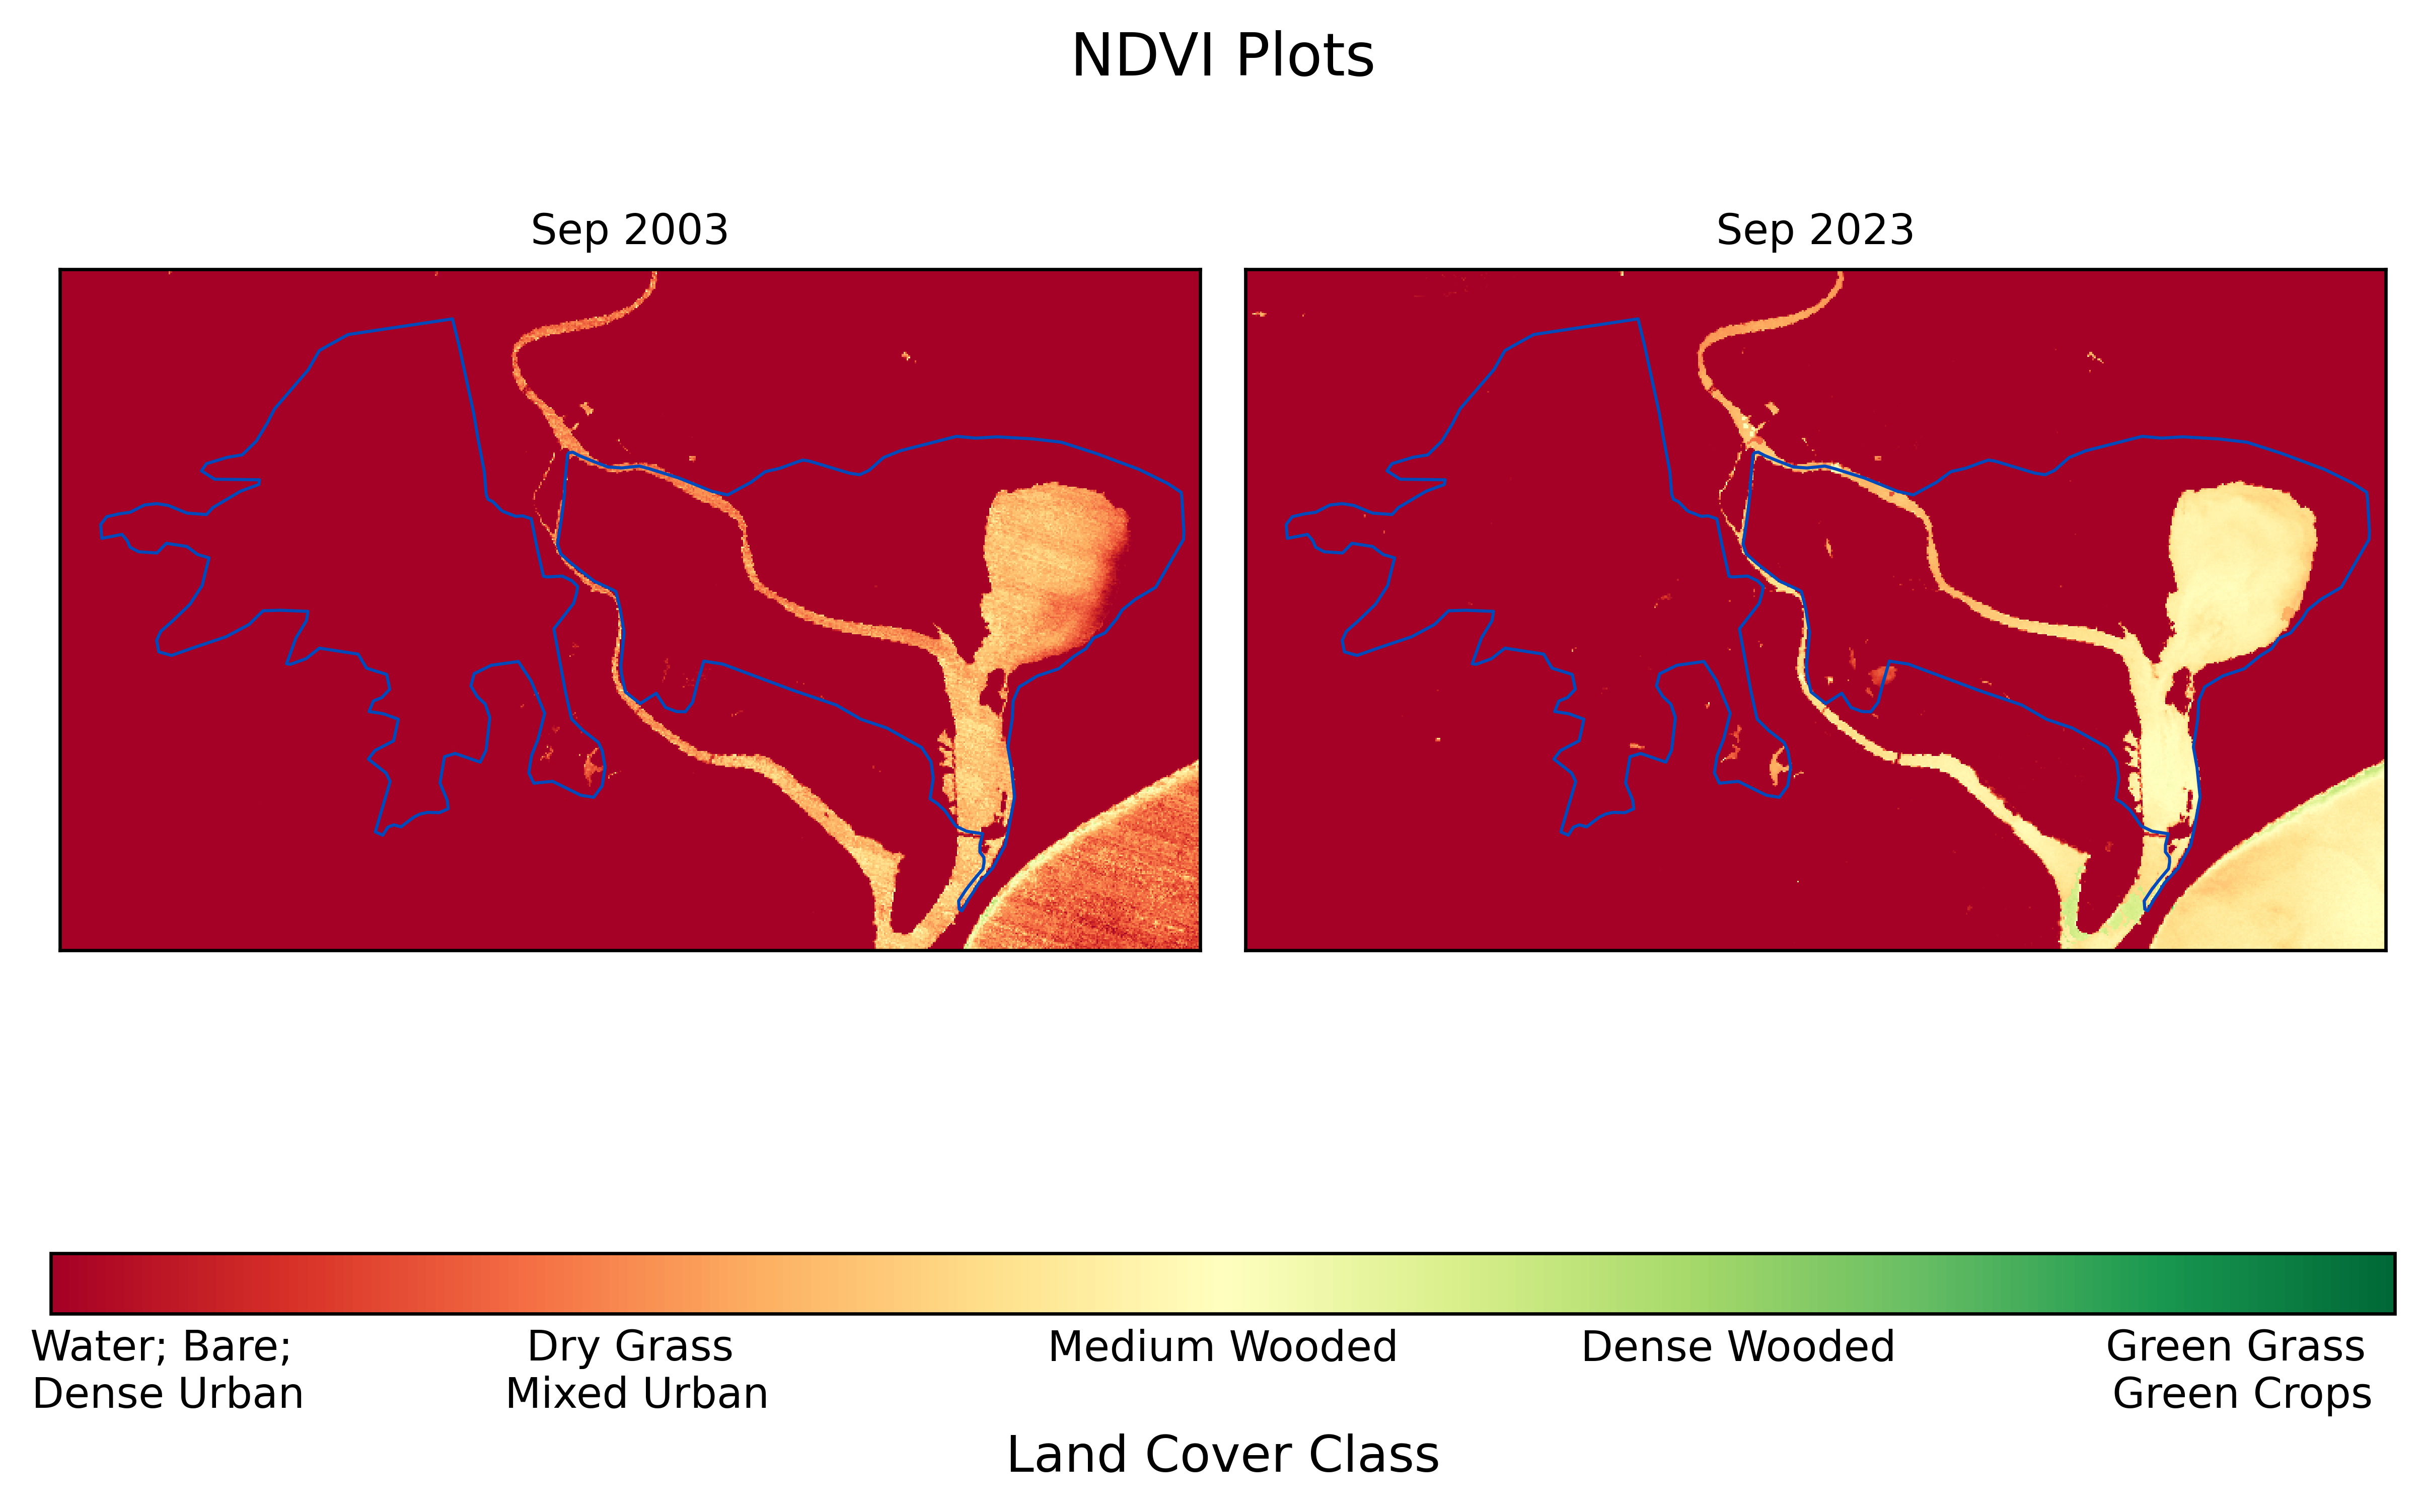 NDVI Plots
Sep 2003
Sep 2023
Water; Bare;
Dense Urban
Dry Grass
Mixed Urban
Medium Wooded
Dense Wooded
Green Grass
Green Crops
Land Cover Class